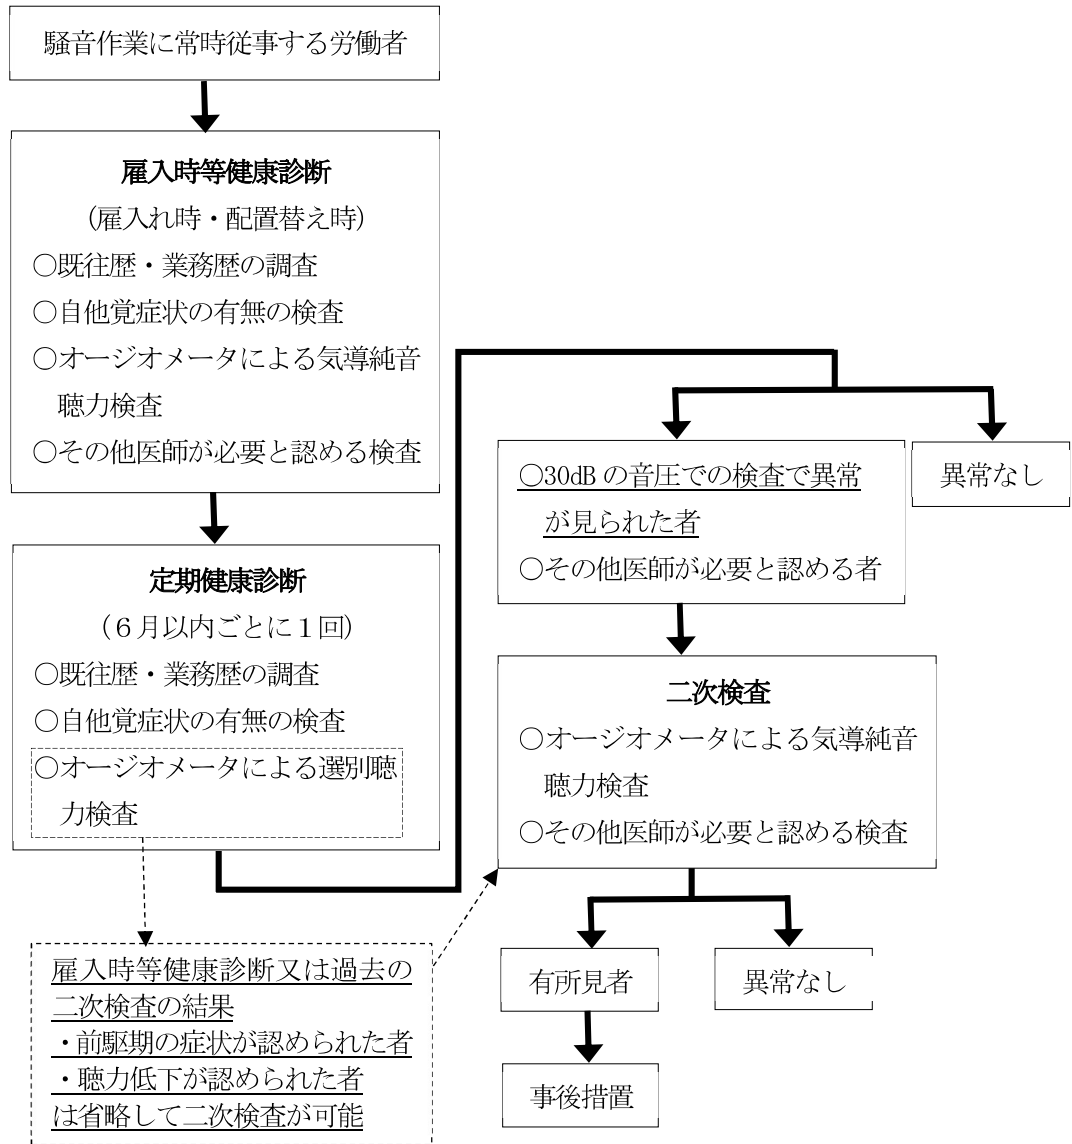 騒音作業に常時従事する労働者
雇入時等健康診断
(雇入れ時・配置替え時)
○既往歴・業務歴の調査
○自他覚症状の有無の検査
○オージオメータによる気導純音
聴力検査
○その他医師が必要と認める検査
定期健康診断
(６月以内ごとに１回)
○既往歴・業務歴の調査
○自他覚症状の有無の検査
○オージオメータによる選別聴
力検査
雇入時等健康診断又は過去の
二次検査の結果
・前駆期の症状が認められた者
・聴力低下が認められた者
は省略して二次検査が可能
○30dB の音圧での検査で異常
が見られた者
○その他医師が必要と認める者
異常なし
二次検査
○オージオメータによる気導純音
聴力検査
○その他医師が必要と認める検査
有所見者
異常なし
事後措置